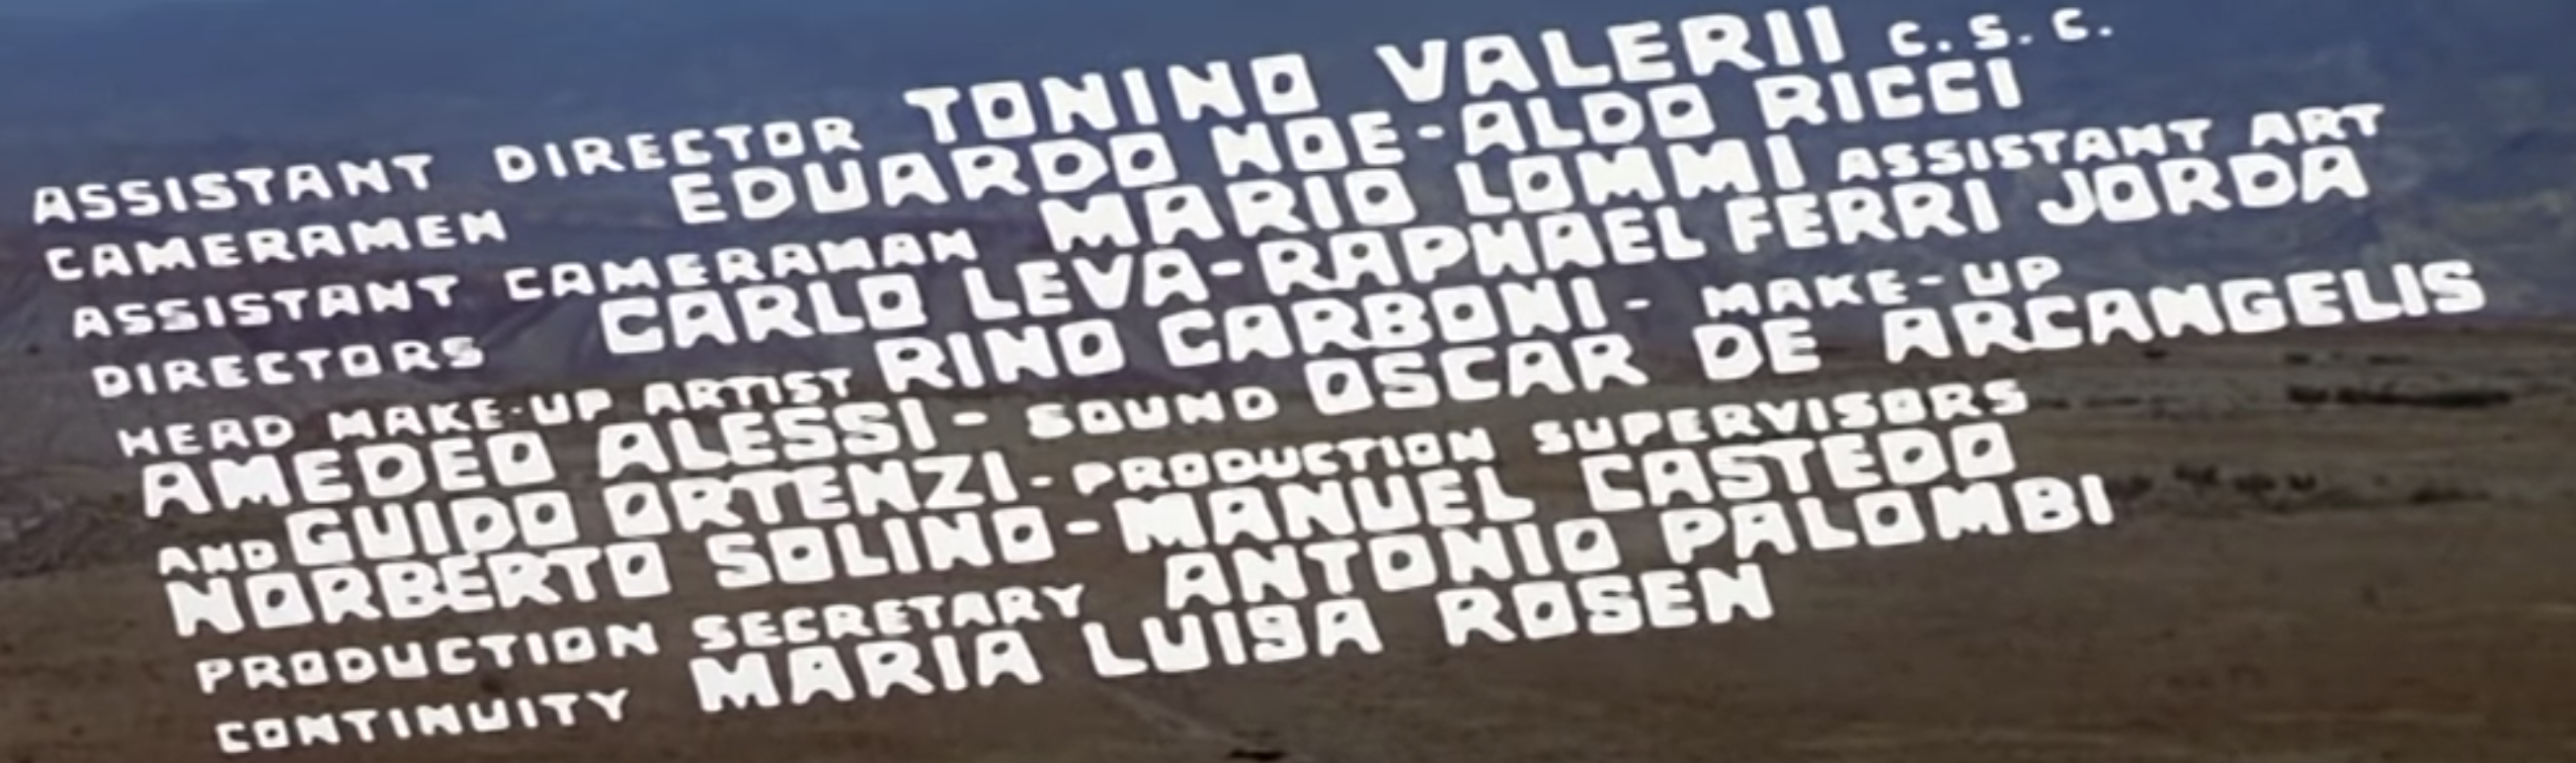 ASSISTANT DIRECTOR TONINO VALERII C.S.C.
CAMERAMEN EDUARDO NOE-ALDO RICCI
ASSISTANT CAMERAMAN MARIO LOMMI ASSISTANT ART
DIRECTORS CARLO LEVA-RAPHAEL FERRI JORDA
HEAD MAKE-UP ARTIST RINO CARBONI- MAKE-UP
AMEDEO ALESSI- SOUND OSCAR DE ARCANGELIS
AND GUIDO ORTENZI-PRODUCTION SUPERVISORS
NORBERTO SOLINO-MANUEL CASTEDO
PRODUCTION SECRETARY ANTONIO PALOMBI
CONTINUITY MARIA LUISA ROSEN